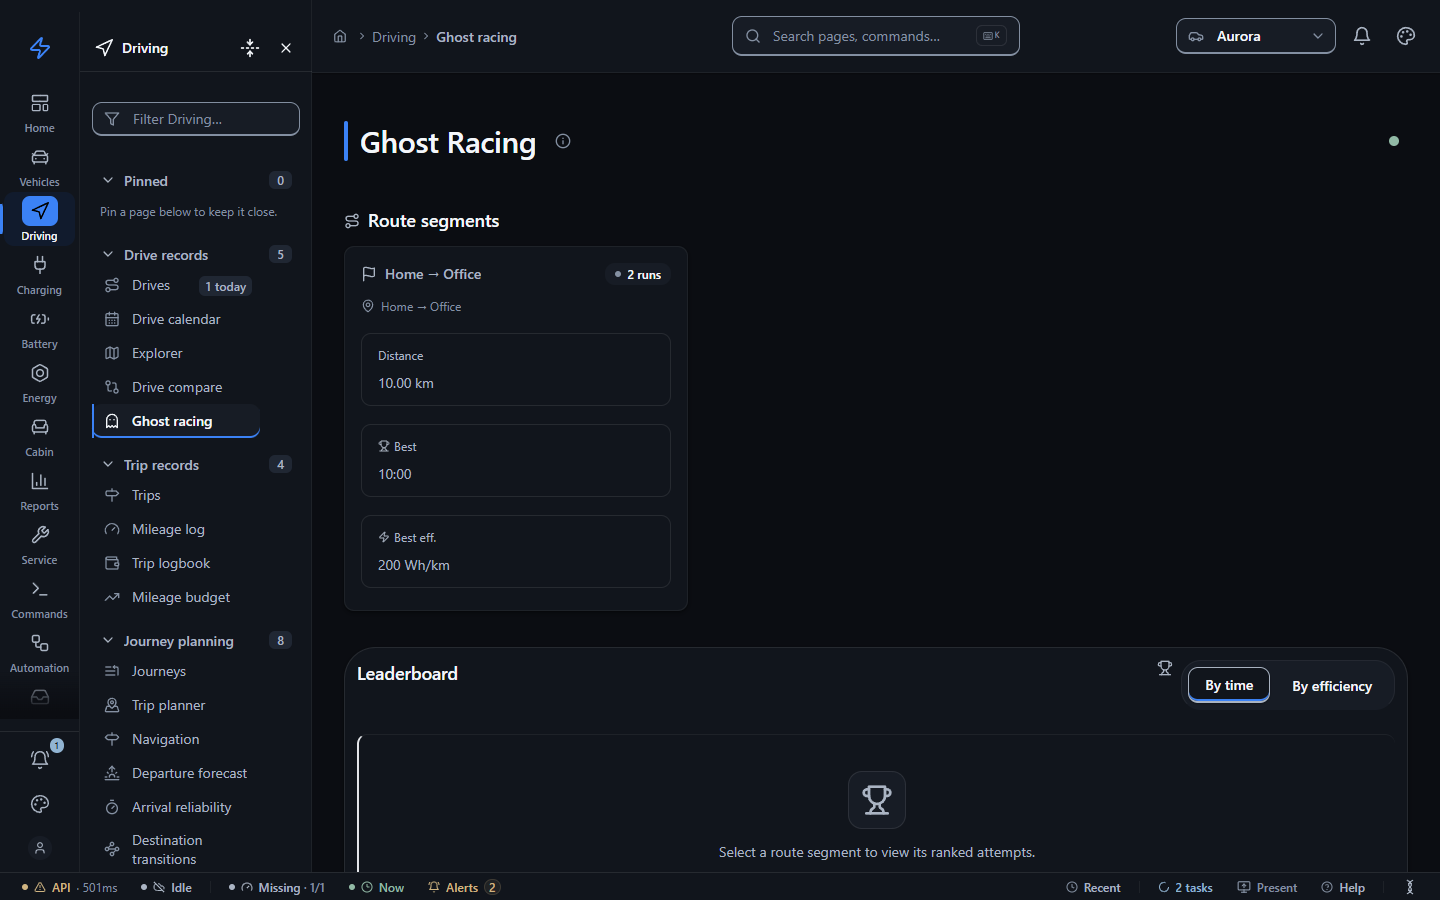 Home
Vehicles
Driving
Charging
Battery
Energy
Cabin
Reports
Service
Commands
Automation
1
Driving
Filter Driving...
Pinned 0
Pin a page below to keep it close.
Drive records 5
Drives 1 today
Drive calendar
Explorer
Drive compare
Ghost racing
Trip records 4
Trips
Mileage log
Trip logbook
Mileage budget
Journey planning 8
Journeys
Trip planner
Navigation
Departure forecast
Arrival reliability
Destination
transitions
Driving Ghost racing
Search pages, commands... K
Aurora
Ghost Racing
Route segments
Home → Office 2 runs
Home → Office
Distance
10.00 km
Best
10:00
Best eff.
200 Wh/km
Leaderboard
By time By efficiency
Select a route segment to view its ranked attempts.
API · 501ms Idle Missing · 1/1 Now Alerts 2 Recent 2 tasks Present Help